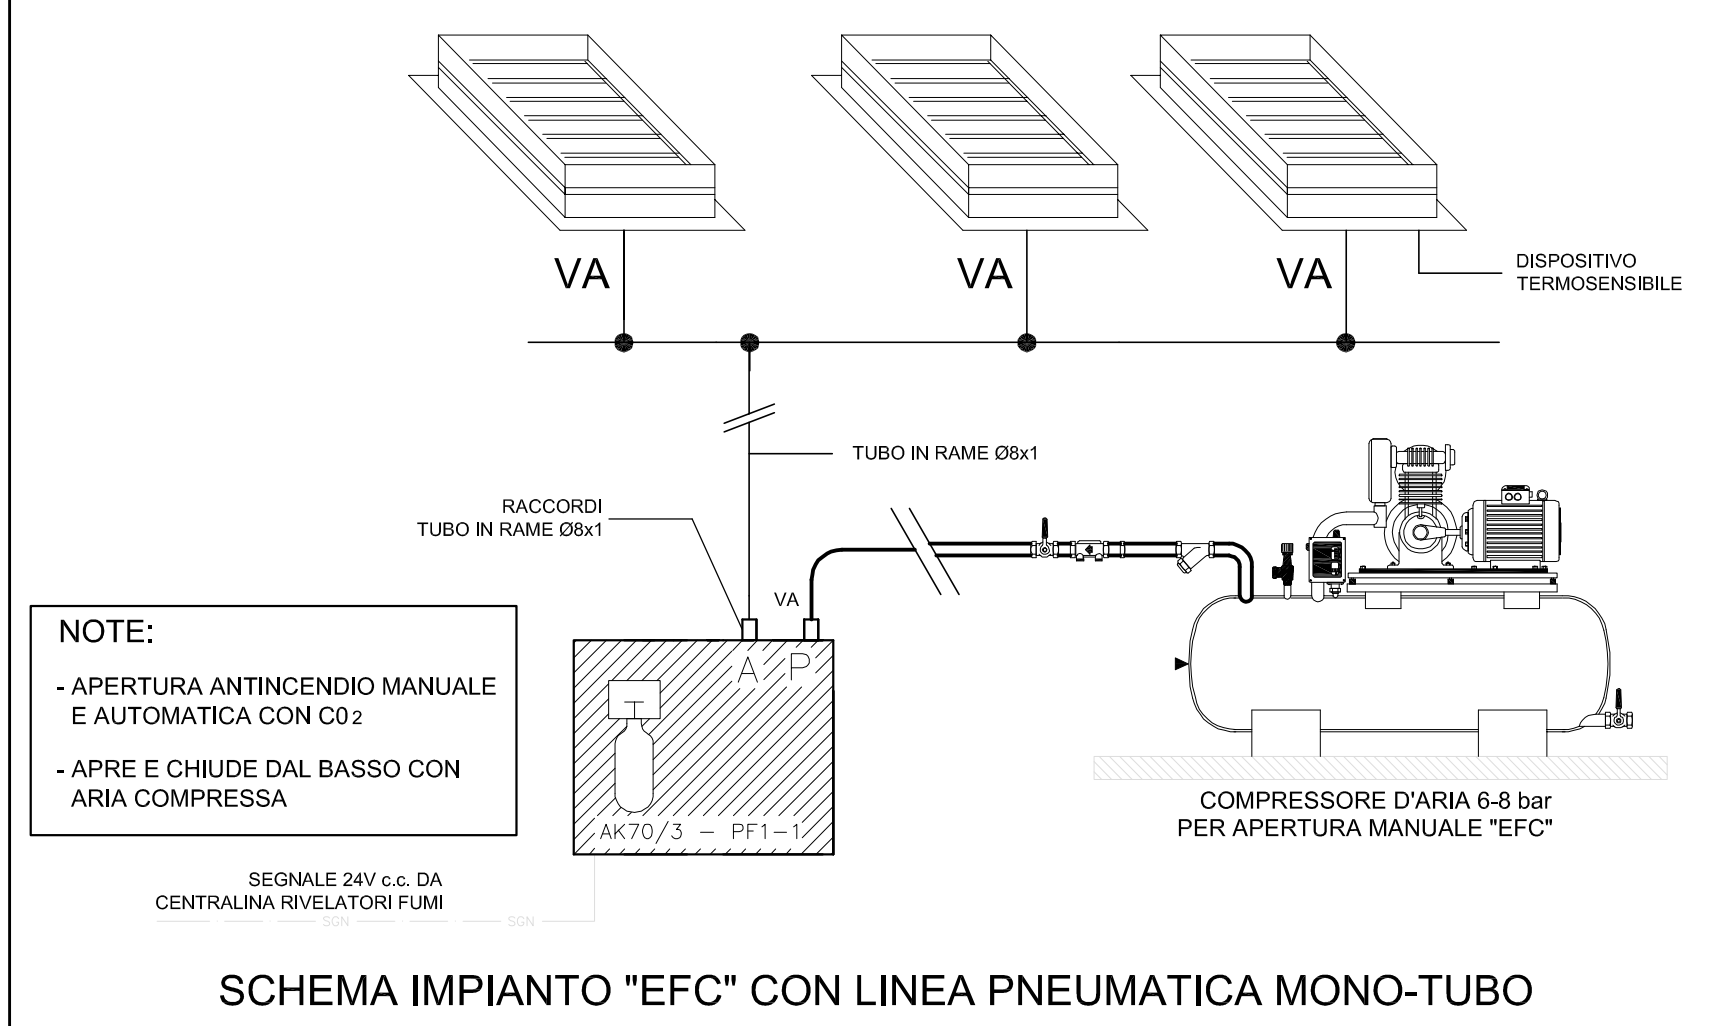 VA
VA
VA
DISPOSITIVO
TERMOSENSIBILE
TUBO IN RAME Ø8x1
RACCORDI
TUBO IN RAME Ø8x1
VA
A P
AK70/3 - PF1-1
NOTE:
- APERTURA ANTINCENDIO MANUALE
E AUTOMATICA CON C02
- APRE E CHIUDE DAL BASSO CON
ARIA COMPRESSA
COMPRESSORE D'ARIA 6-8 bar
PER APERTURA MANUALE "EFC"
SEGNALE 24V c.c. DA
CENTRALINA RIVELATORI FUMI
SGN SGN
SCHEMA IMPIANTO "EFC" CON LINEA PNEUMATICA MONO-TUBO